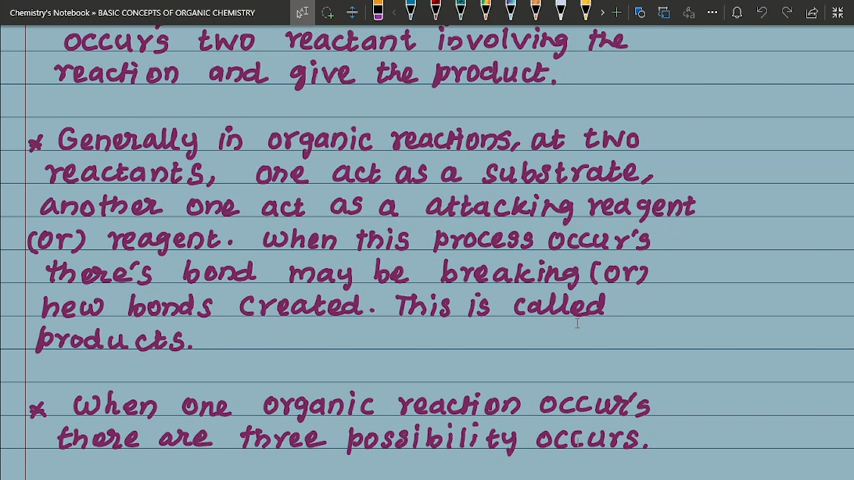 Chemistry's Notebook » BASIC CONCEPTS OF ORGANIC CHEMISTRY
occur's two reactant involving the
reaction and give the product.
* Generally in organic reactions, at two
reactants, one act as a substrate,
another one act as a attacking reagent
(or) reagent. When this process occur's
there's bond may be breaking (or)
new bonds created. This is called
products.
* When one organic reaction occur's
there are three possibility occurs.